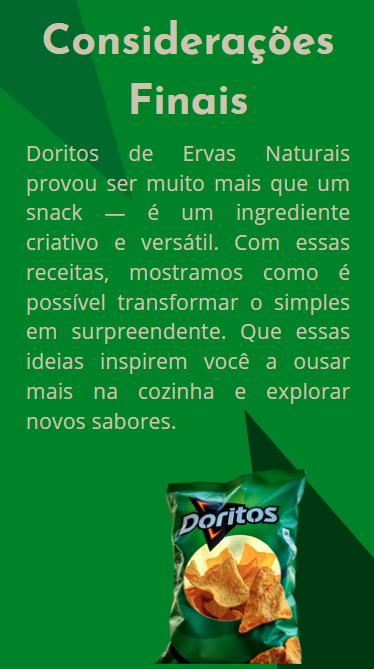 Considerações
Finais
Doritos de Ervas Naturais
provou ser muito mais que um
snack — é um ingrediente
criativo e versátil. Com essas
receitas, mostramos como é
possível transformar o simples
em surpreendente. Que essas
ideias inspirem você a ousar
mais na cozinha e explorar
novos sabores.
Doritos